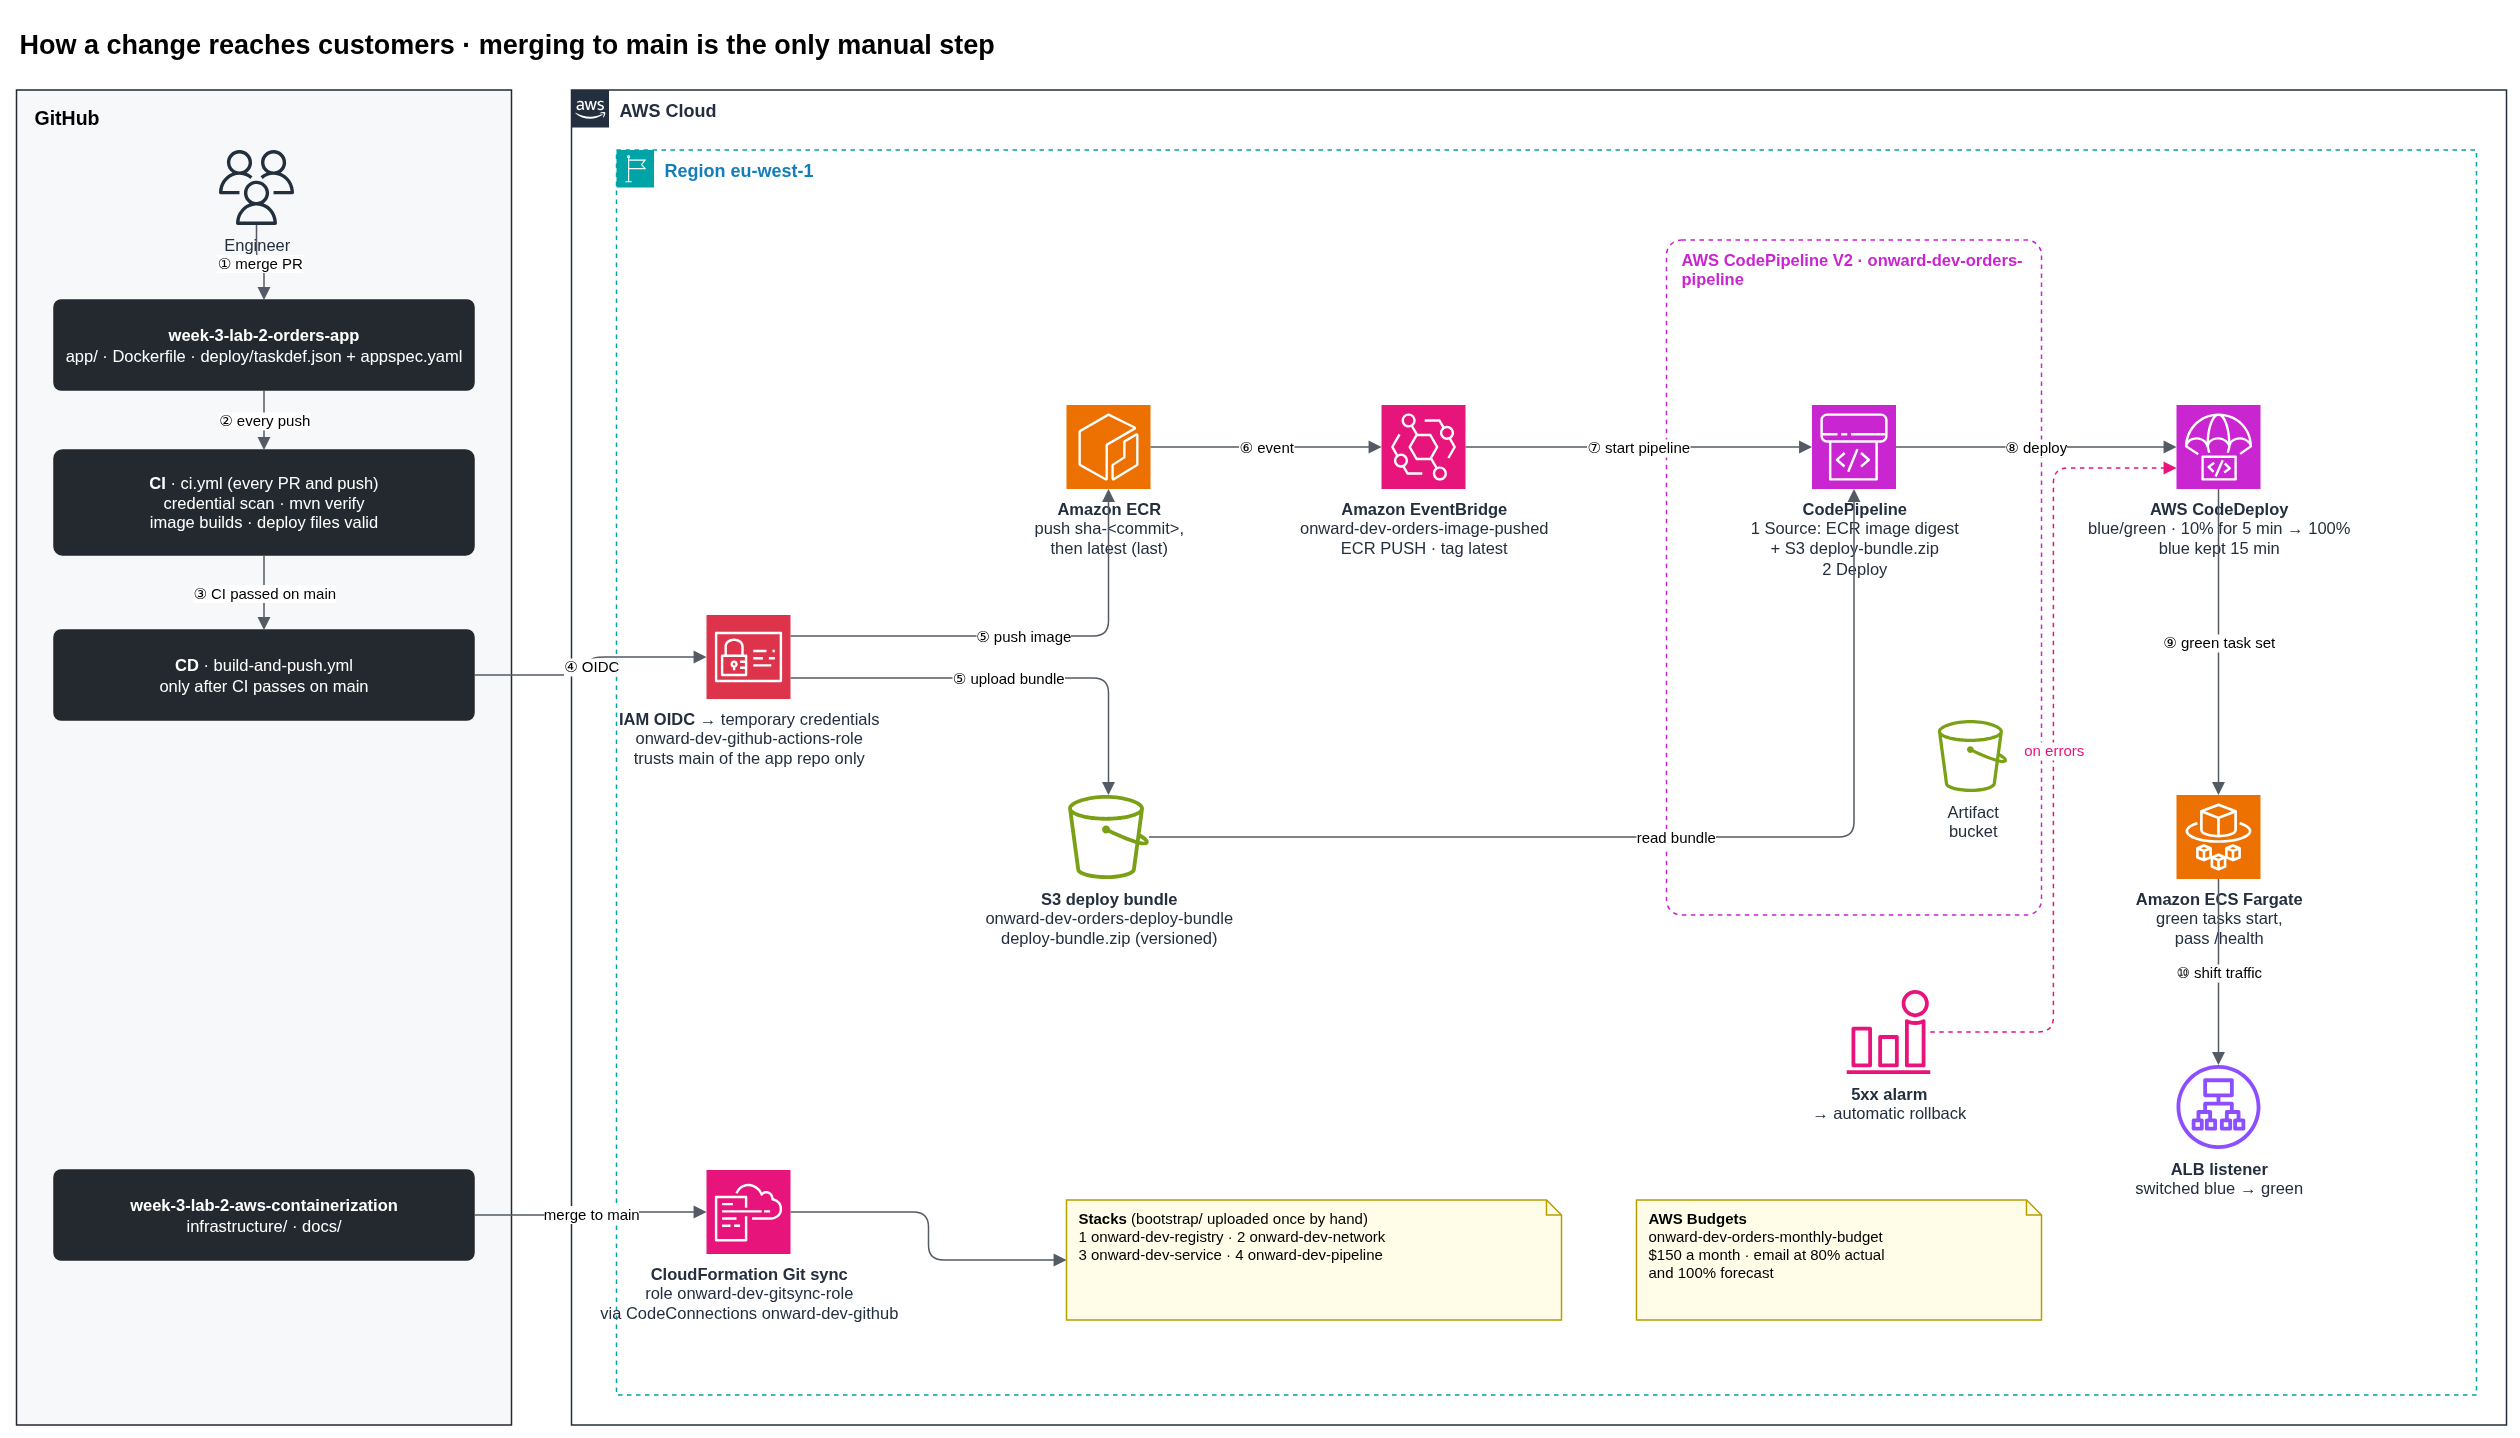 How a change reaches customers · merging to main is the only manual step
GitHub
Engineer
① merge PR
week-3-lab-2-orders-app
app/ · Dockerfile · deploy/taskdef.json + appspec.yaml
② every push
CI · ci.yml (every PR and push)
credential scan · mvn verify
image builds · deploy files valid
③ CI passed on main
CD · build-and-push.yml
only after CI passes on main
week-3-lab-2-aws-containerization
infrastructure/ · docs/
aws
AWS Cloud
Region eu-west-1
④ OIDC
IAM OIDC → temporary credentials
onward-dev-github-actions-role
trusts main of the app repo only
⑤ push image
⑤ upload bundle
Amazon ECR
push sha-<commit>,
then latest (last)
⑥ event
Amazon EventBridge
onward-dev-orders-image-pushed
ECR PUSH · tag latest
⑦ start pipeline
AWS CodePipeline V2 · onward-dev-orders-
pipeline
CodePipeline
1 Source: ECR image digest
+ S3 deploy-bundle.zip
2 Deploy
⑧ deploy
AWS CodeDeploy
blue/green · 10% for 5 min → 100%
blue kept 15 min
⑨ green task set
on errors
Artifact
bucket
read bundle
S3 deploy bundle
onward-dev-orders-deploy-bundle
deploy-bundle.zip (versioned)
Amazon ECS Fargate
green tasks start,
pass /health
⑩ shift traffic
5xx alarm
→ automatic rollback
ALB listener
switched blue → green
merge to main
CloudFormation Git sync
role onward-dev-gitsync-role
via CodeConnections onward-dev-github
Stacks (bootstrap/ uploaded once by hand)
1 onward-dev-registry · 2 onward-dev-network
3 onward-dev-service · 4 onward-dev-pipeline
AWS Budgets
onward-dev-orders-monthly-budget
$150 a month · email at 80% actual
and 100% forecast